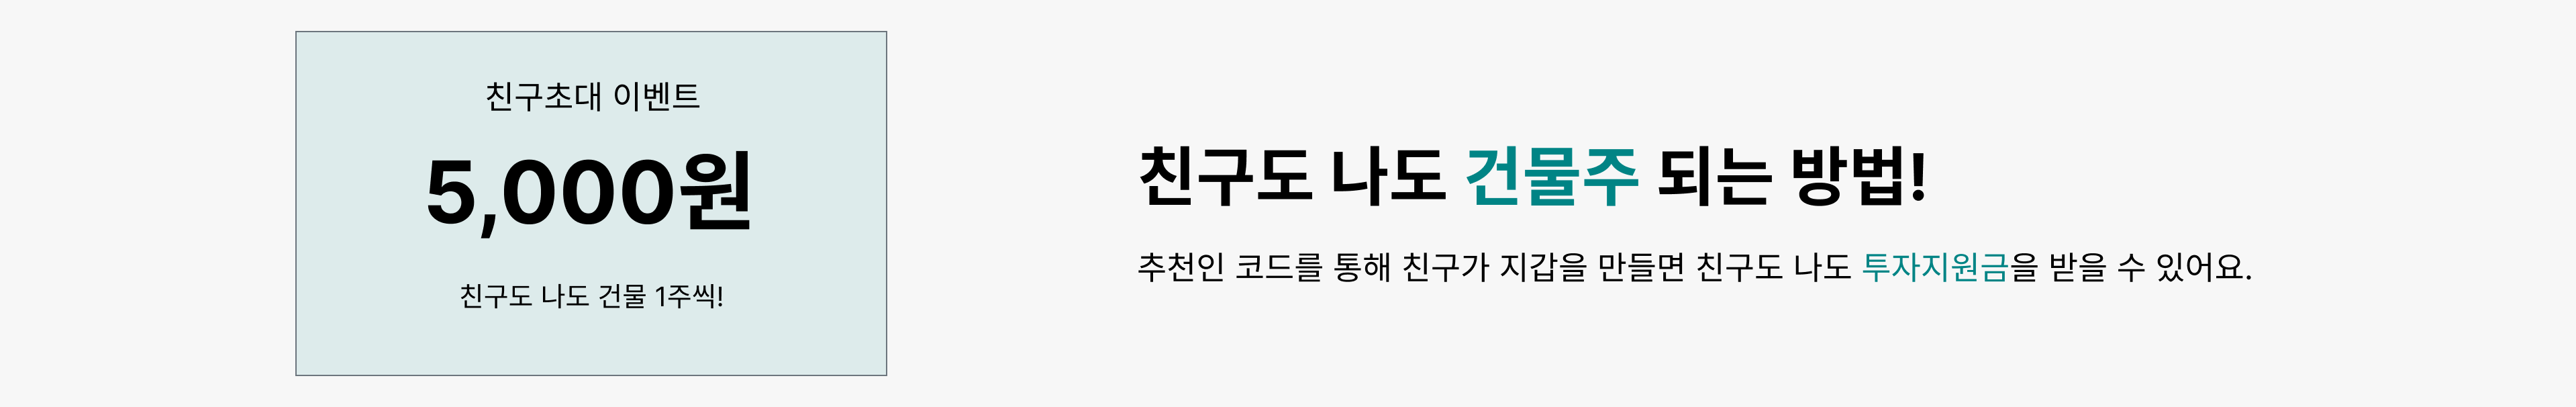 친구초대 이벤트
5,000원
친구도 나도 건물 1주씩!
친구도 나도 건물주 되는 방법!
추천인 코드를 통해 친구가 지갑을 만들면 친구도 나도 투자지원금을 받을 수 있어요.